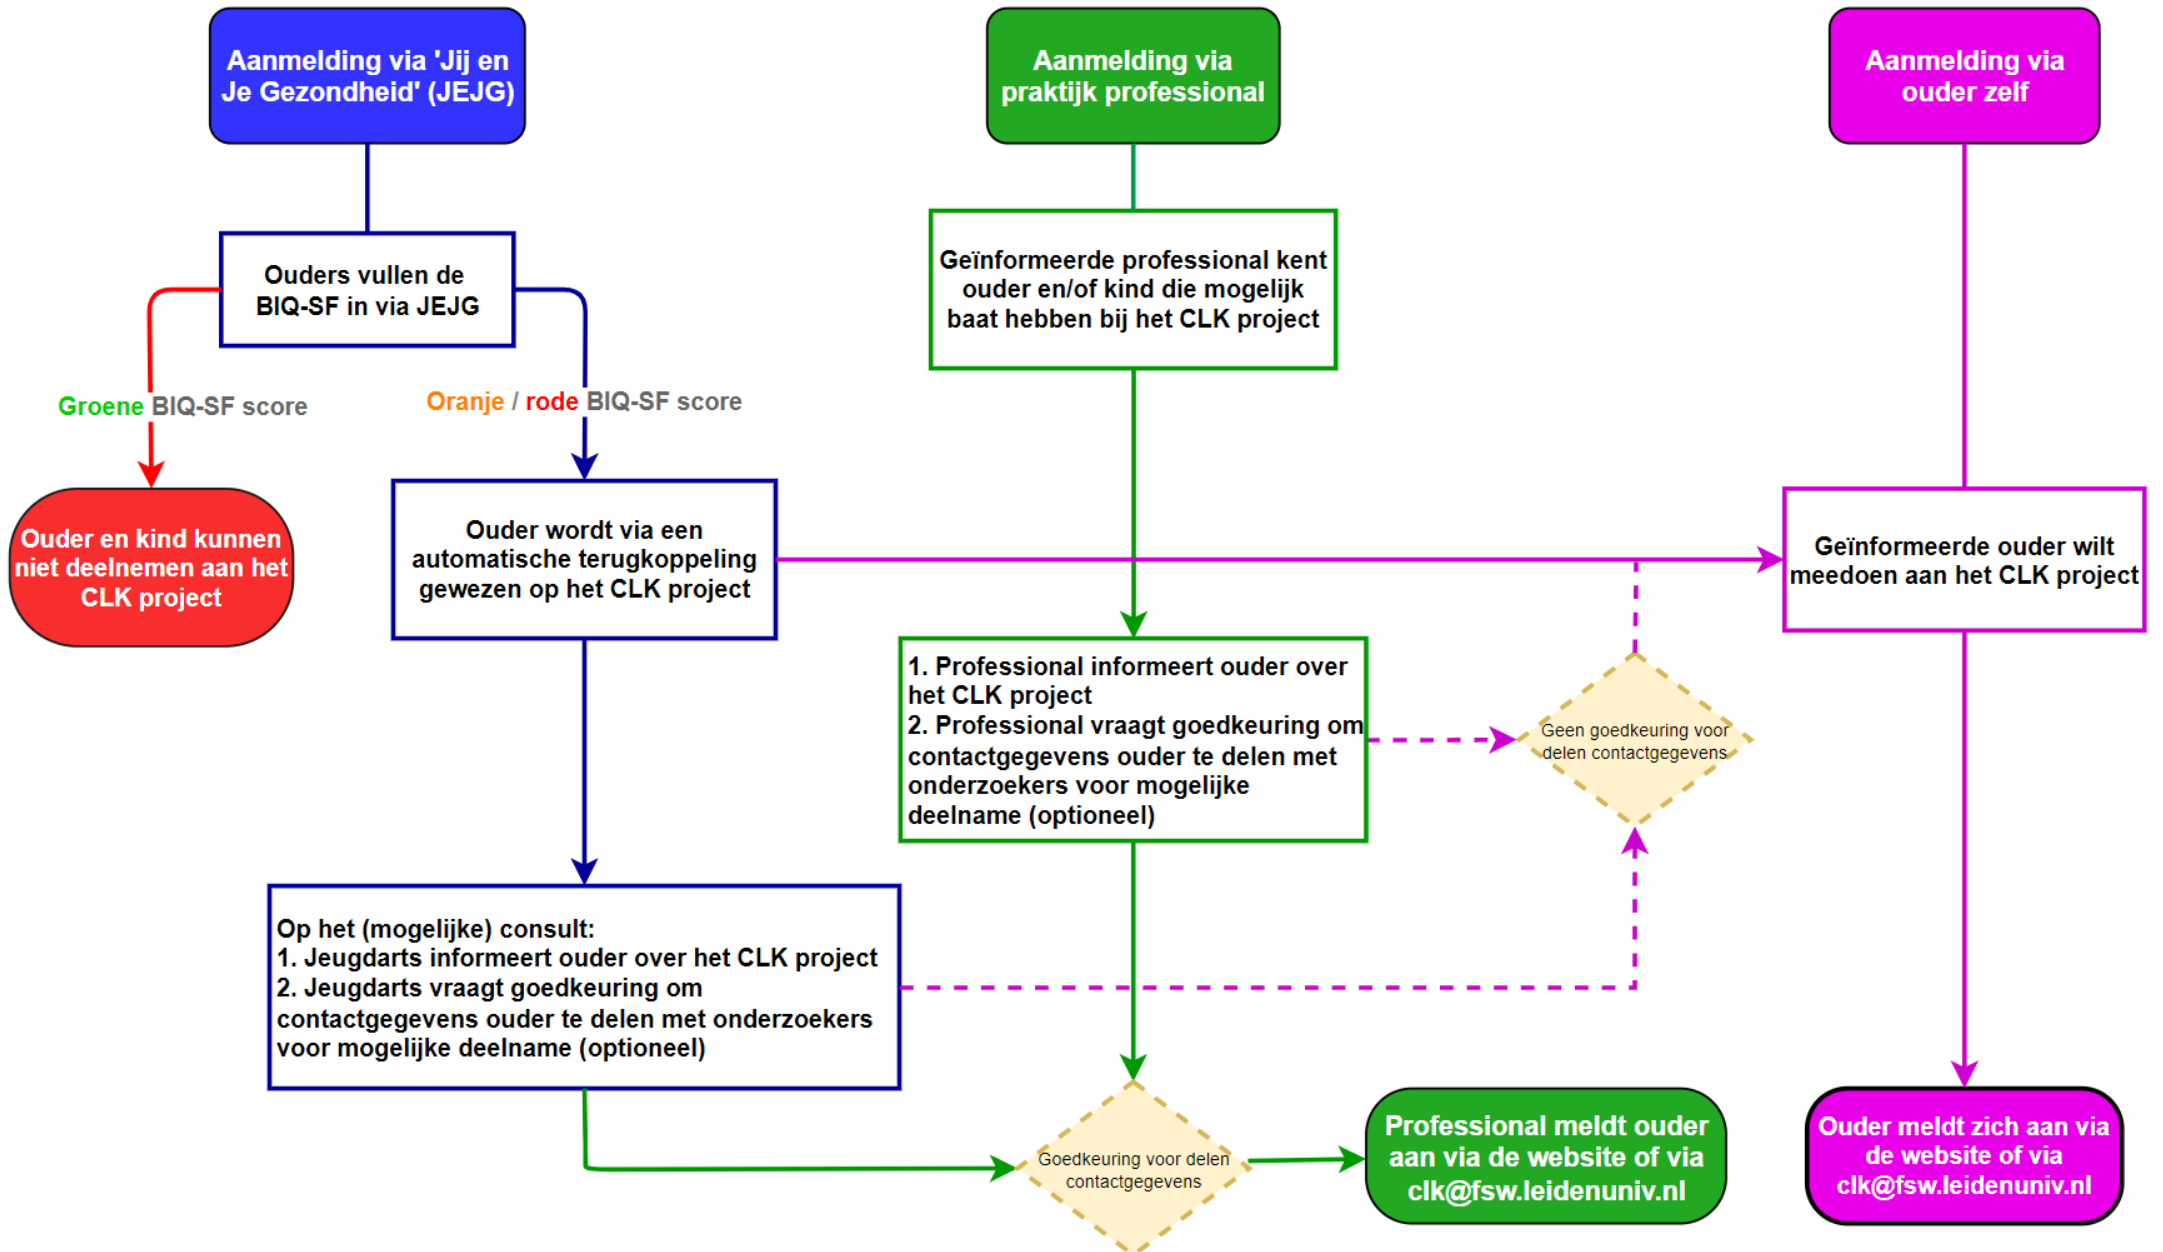 Aanmelding via 'Jij en
Je Gezondheid' (JEJG)
Aanmelding via
praktijk professional
Aanmelding via
ouder zelf
Ouders vullen de
BIQ-SF in via JEJG
Geïnformeerde professional kent
ouder en/of kind die mogelijk
baat hebben bij het CLK project
Groene BIQ-SF score
Oranje / rode BIQ-SF score
Ouder en kind kunnen
niet deelnemen aan het
CLK project
Ouder wordt via een
automatische terugkoppeling
gewezen op het CLK project
Geïnformeerde ouder wilt
meedoen aan het CLK project
1. Professional informeert ouder over
het CLK project
2. Professional vraagt goedkeuring om
contactgegevens ouder te delen met
onderzoekers voor mogelijke
deelname (optioneel)
Geen goedkeuring voor
delen contactgegevens
Op het (mogelijke) consult:
1. Jeugdarts informeert ouder over het CLK project
2. Jeugdarts vraagt goedkeuring om
contactgegevens ouder te delen met onderzoekers
voor mogelijke deelname (optioneel)
Goedkeuring voor delen
contactgegevens
Professional meldt ouder
aan via de website of via
clk@fsw.leidenuniv.nl
Ouder meldt zich aan via
de website of via
clk@fsw.leidenuniv.nl